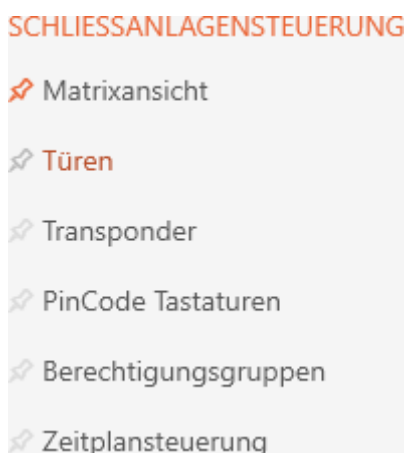 SCHLIESSANLAGENSTEUERUNG
Matrixansicht
Türen
Transponder
PinCode Tastaturen
Berechtigungsgruppen
Zeitplansteuerung